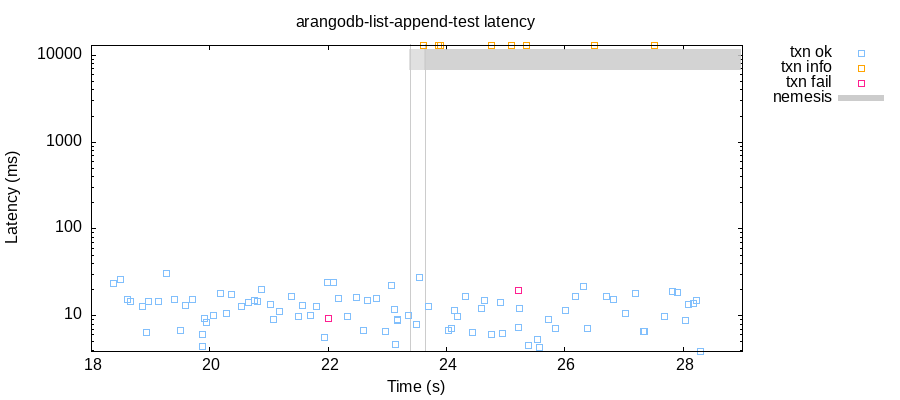 arangodb-list-append-test latency
txn ok
txn info
txn fail
nemesis
Latency (ms)
10000
1000
100
10
18 20 22 24 26 28
Time (s)